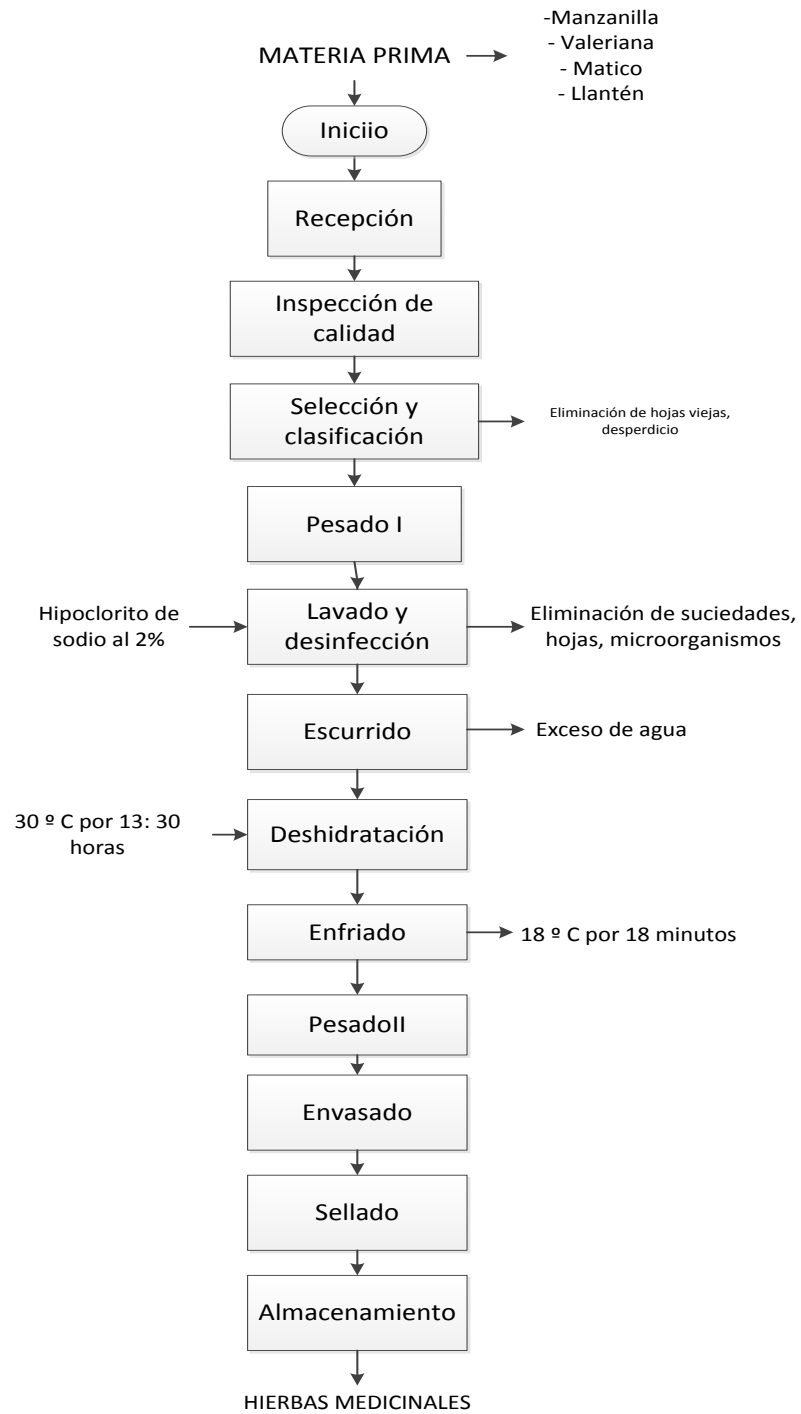 MATERIA PRIMA
-Manzanilla
- Valeriana
- Matico
- Llantén
Iniciio
Recepción
Inspección de
calidad
Selección y
clasificación
Eliminación de hojas viejas,
desperdicio
Pesado I
Hipoclorito de
sodio al 2%
Lavado y
desinfección
Eliminación de suciedades,
hojas, microorganismos
Escurrido
Exceso de agua
30 º C por 13: 30
horas
Deshidratación
Enfriado
18 º C por 18 minutos
PesadoII
Envasado
Sellado
Almacenamiento
HIERBAS MEDICINALES